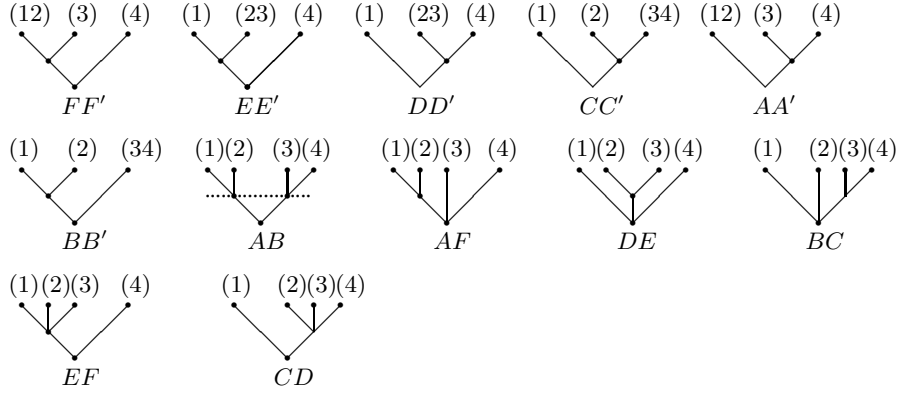 (12) (3) (4) (1) (23) (4) (1) (23) (4) (1) (2) (34) (12) (3) (4)
FF′ EE′ DD′ CC′ AA′
(1) (2) (34) (1)(2) (3)(4) (1)(2)(3) (4) (1)(2) (3)(4) (1) (2)(3)(4)
BB′ AB AF DE BC
(1)(2)(3) (4) (1) (2)(3)(4)
EF CD